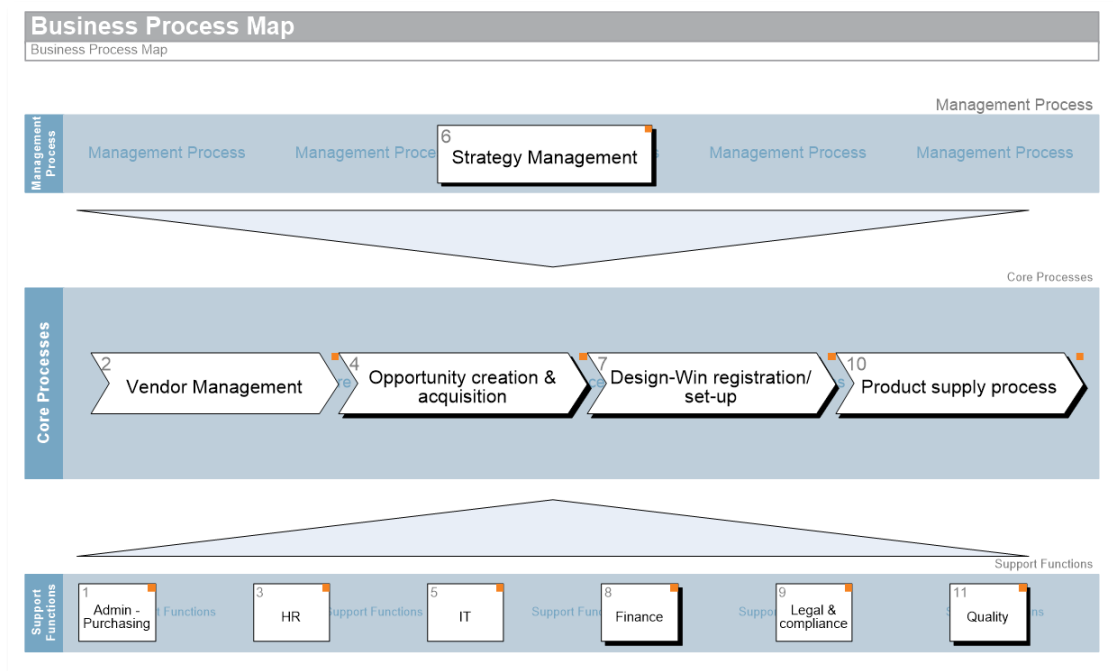 Business Process Map
Business Process Map
Management Process
Management
Process
Management Process
Management Proce
6
Strategy Management
s
Management Process
Management Process
Core Processes
Core Processes
2
Vendor Management
re
4
Opportunity creation &
acquisition
ce
7
Design-Win registration/
set-up
s
10
Product supply process
Support Functions
Support
Functions
1
Admin -
Purchasing
t Functions
3
HR
upport Functions
5
IT
Support Func
8
Finance
Suppo
9
Legal &
compliance
S
11
Quality
ns